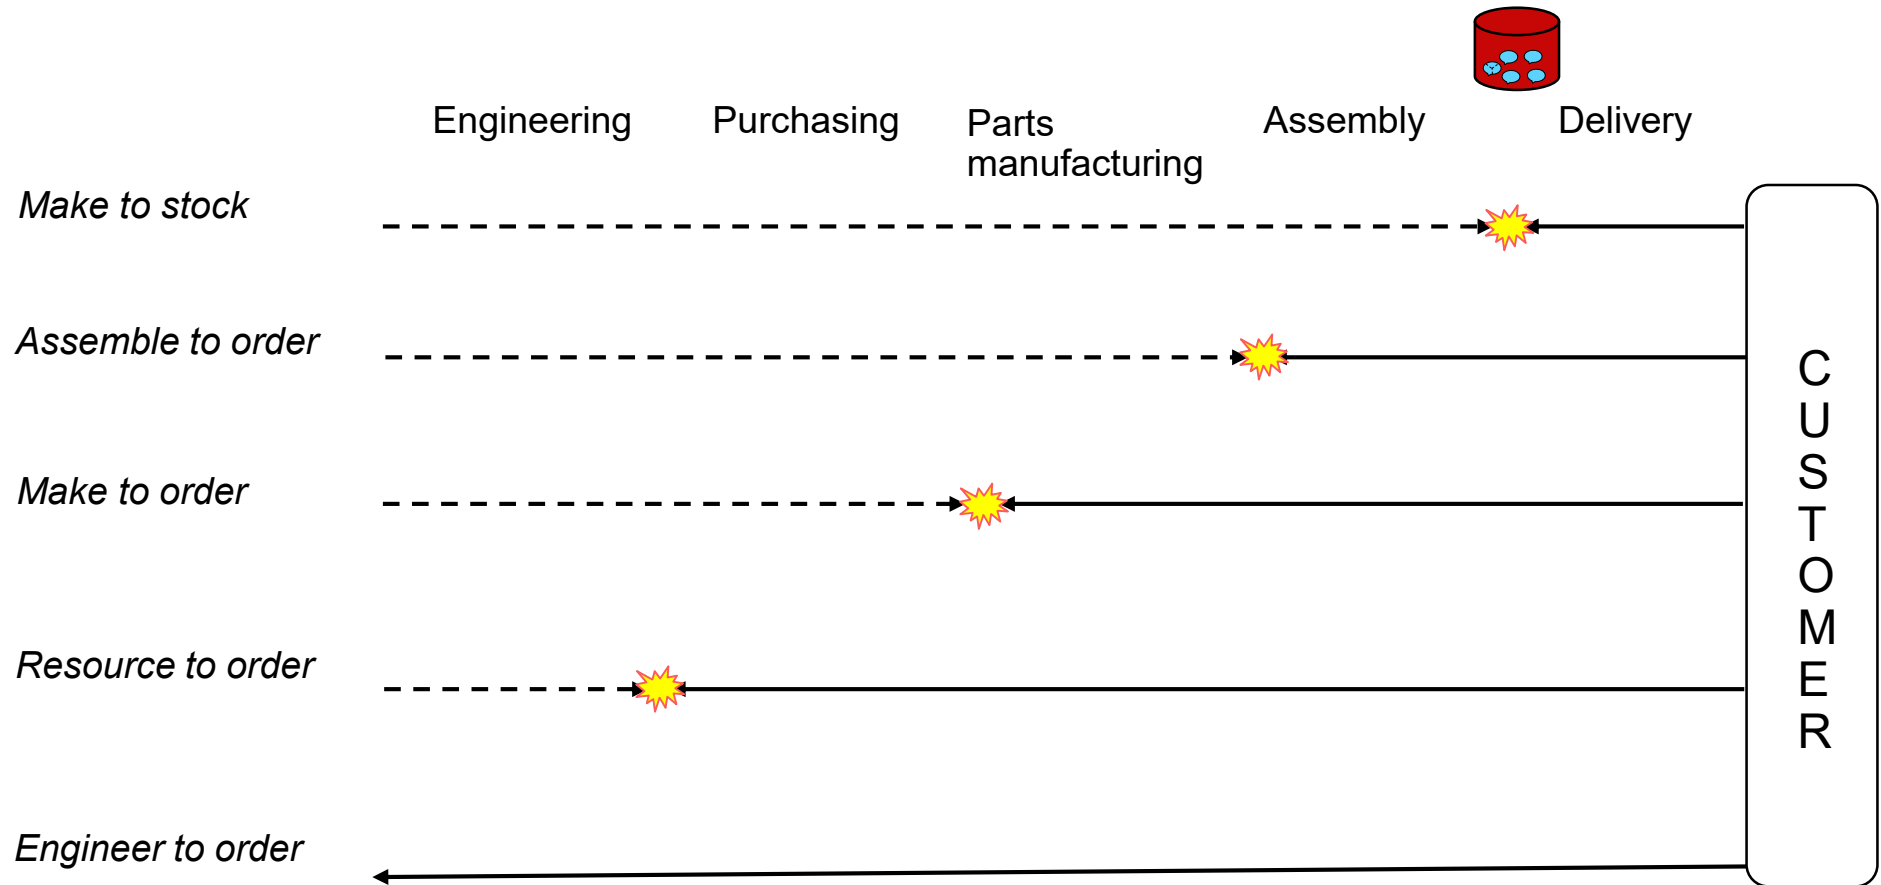 Engineering
Purchasing
Parts
manufacturing
Assembly
Delivery
Make to stock
Assemble to order
Make to order
Resource to order
Engineer to order
C
U
S
T
O
M
E
R